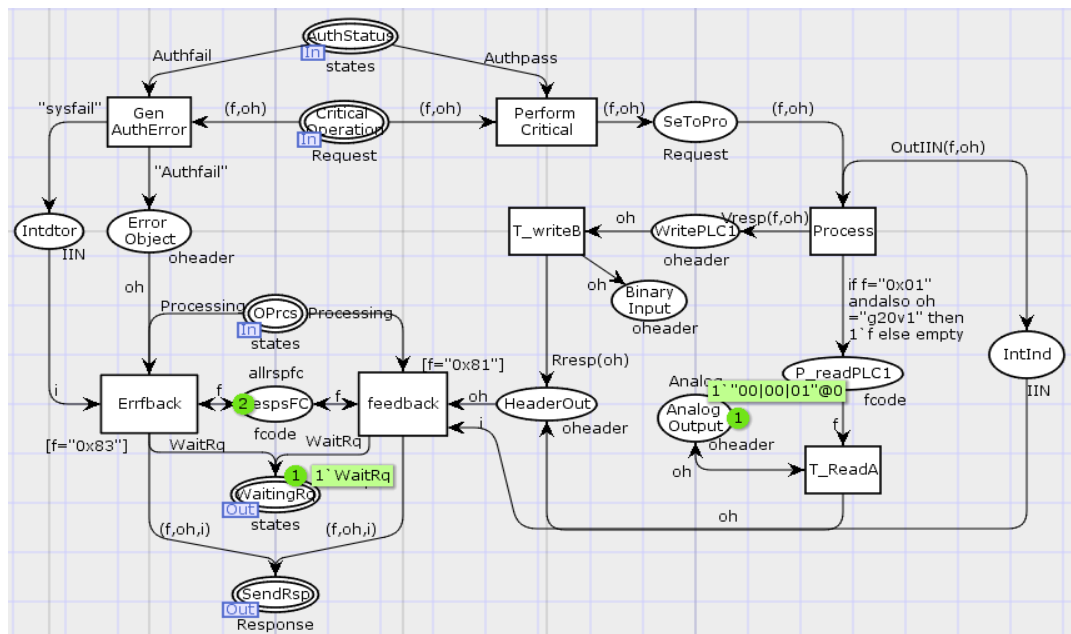 AuthStatus
In
states
Authfail
Authpass
"sysfail"
Gen
AuthError
(f,oh)
Critical
Operation
In
Request
(f,oh)
Perform
Critical
(f,oh)
SeToPro
Request
(f,oh)
OutIIN(f,oh)
"Authfail"
Intdtor
IIN
Error
Object
oheader
T_writeB
oh
WritePLC1
oheader
Vresp(f,oh)
Process
oh
oh
Binary
Input
oheader
if f="0x01"
andalso oh
="g20v1" then
1`f else empty
Processing
OPrcs
In
states
Processing
IntInd
IIN
allrspfc
[f="0x81"]
Rresp(oh)
P_readPLC1
fcode
1`"00|00|01"@0
i
Errfback
[f="0x83"]
f
2
fcode
f
feedback
oh
i
HeaderOut
oheader
Analog
Output
1
oheader
f
WaitRq
WaitRq
1
1`WaitRq
WaitingRq
Out
states
oh
T_ReadA
oh
(f,oh,i)
(f,oh,i)
SendRsp
Out
Response